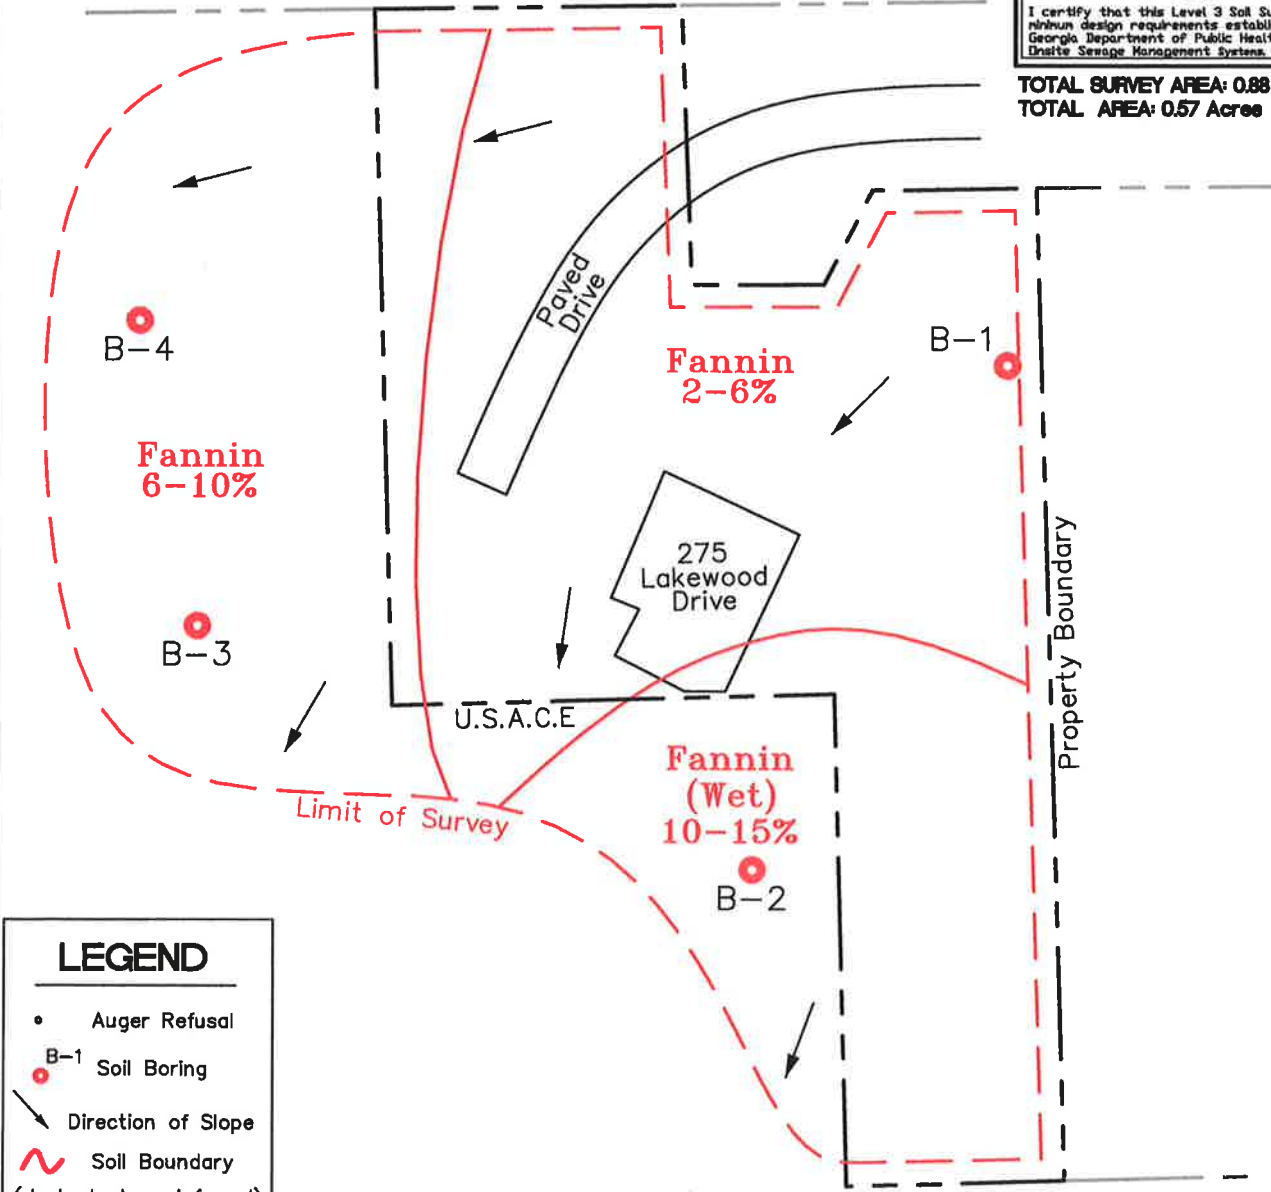 I certify that this Level 3 Soil
minimum design requirements
Georgia Department of Public
Onsite Sewage Management Systems.
TOTAL SURVEY AREA: 0.88
TOTAL AREA: 0.57 Acres
Paved
Drive
B-1
B-4
Fannin
2-6%
Fannin
6-10%
275
Lakewood
Drive
Property Boundary
B-3
U.S.A.C.E
Fannin
(Wet)
10-15%
Limit of Survey
B-2
LEGEND
Auger Refusal
B-1 Soil Boring
Direction of Slope
Soil Boundary